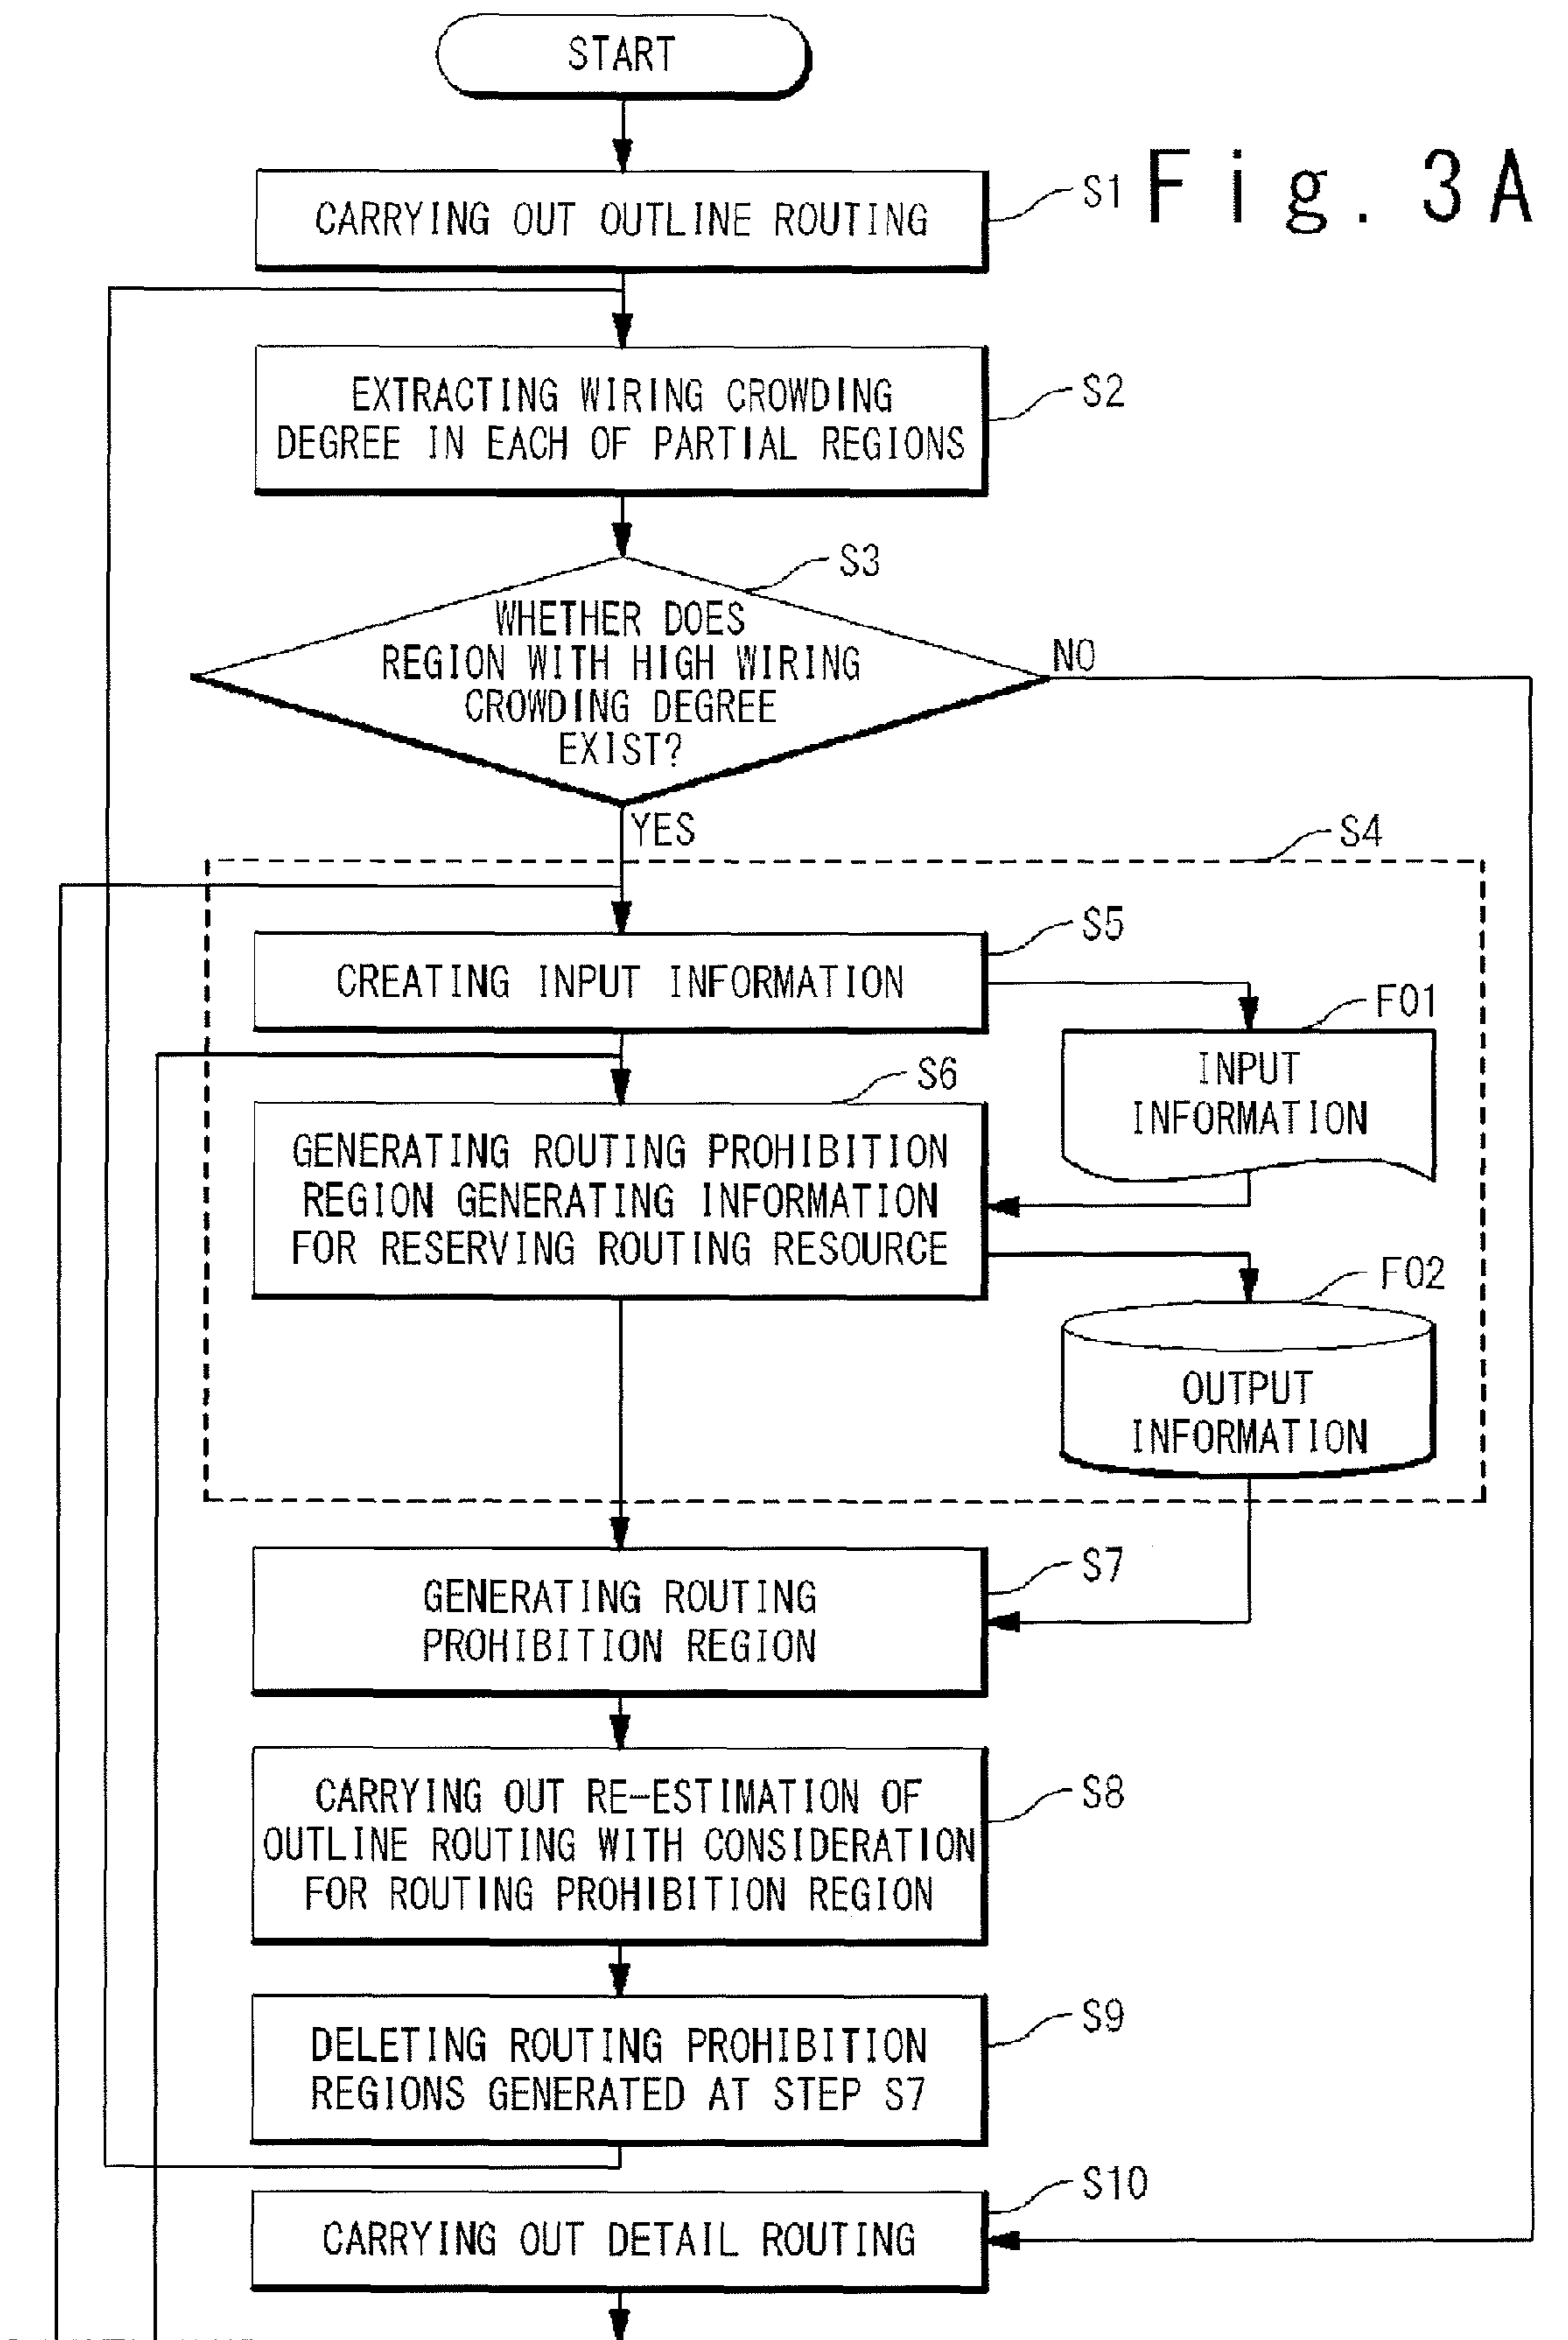 START
Fig. 3A
S1
CARRYING OUT OUTLINE ROUTING
S2
EXTRACTING WIRING CROWDING
DEGREE IN EACH OF PARTIAL REGIONS
S3
WHETHER DOES
REGION WITH HIGH WIRING
CROWDING DEGREE
EXIST?
NO
YES
S4
S5
CREATING INPUT INFORMATION
F01
INPUT
INFORMATION
S6
GENERATING ROUTING PROHIBITION
REGION GENERATING INFORMATION
FOR RESERVING ROUTING RESOURCE
F02
OUTPUT
INFORMATION
S7
GENERATING ROUTING
PROHIBITION REGION
S8
CARRYING OUT RE-ESTIMATION OF
OUTLINE ROUTING WITH CONSIDERATION
FOR ROUTING PROHIBITION REGION
S9
DELETING ROUTING PROHIBITION
REGIONS GENERATED AT STEP S7
S10
CARRYING OUT DETAIL ROUTING